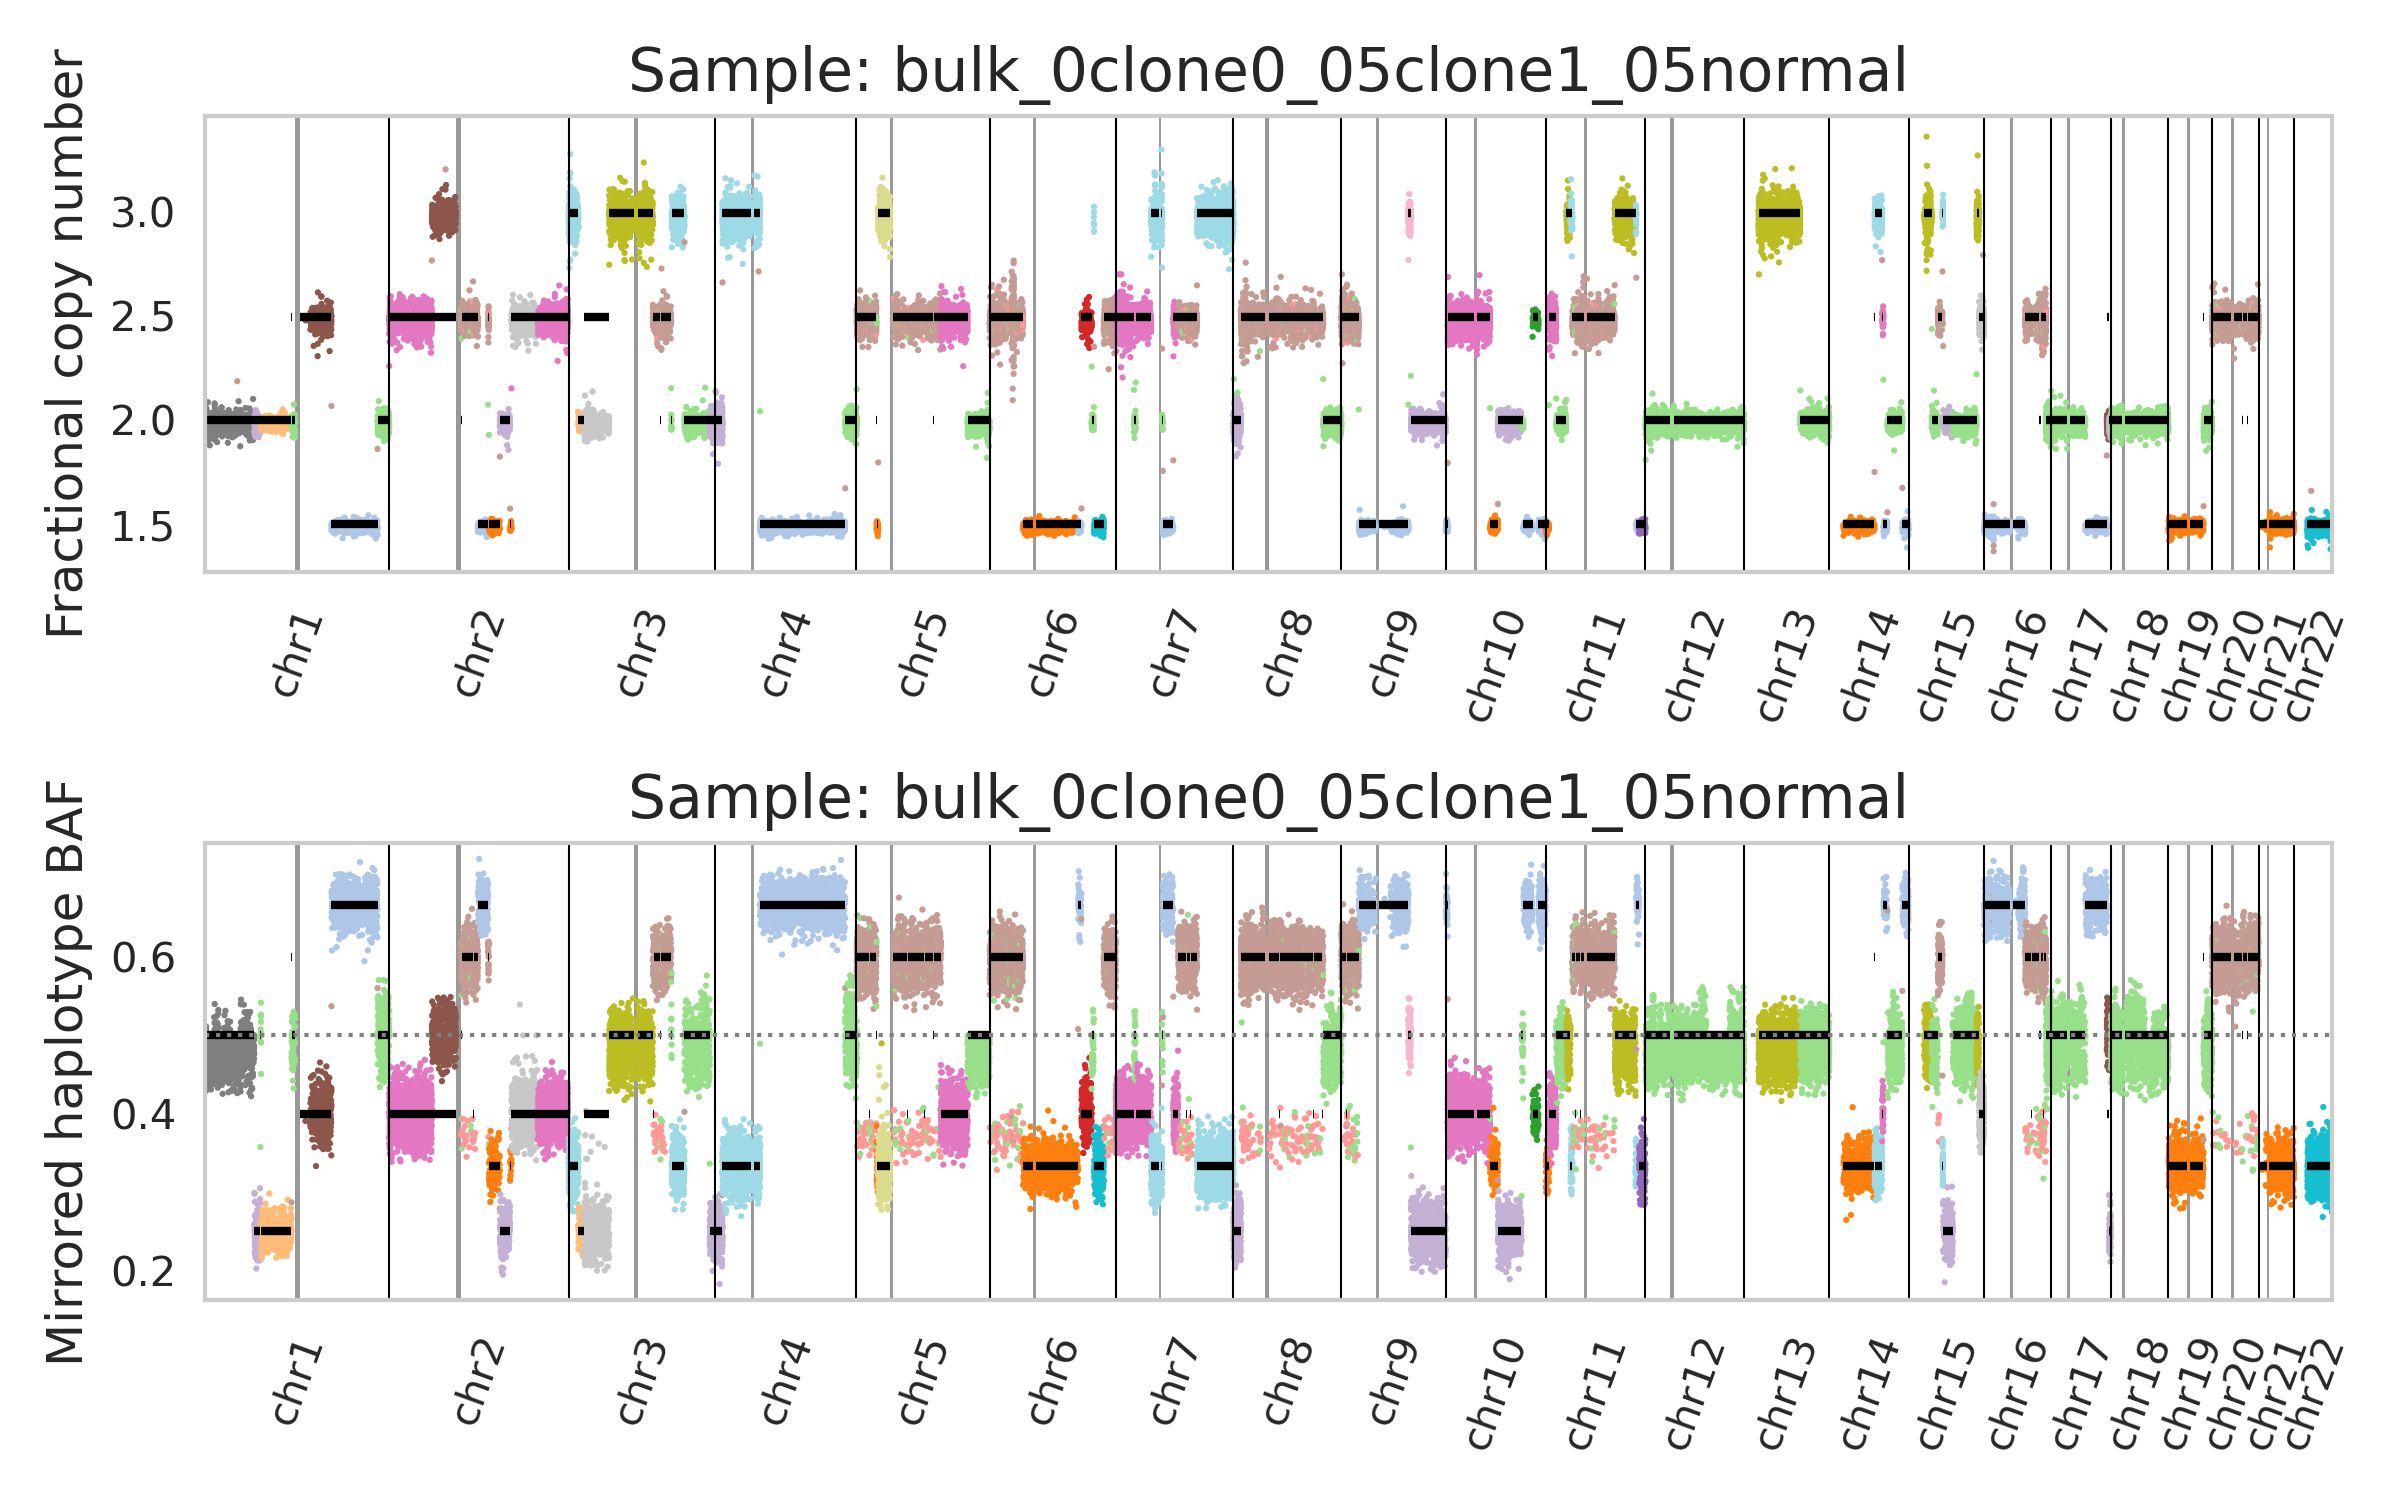 Sample: bulk_0clone0_05clone1_05normal
Fractional copy number
3.0
2.5
2.0
1.5
chr1
chr2
chr3
chr4
chr5
chr6
chr7
chr8
chr9
chr10
chr11
chr12
chr13
chr14
chr15
chr16
chr17
chr18
chr19
chr20
chr21
chr22
Sample: bulk_0clone0_05clone1_05normal
Mirrored haplotype BAF
0.6
0.4
0.2
chr1
chr2
chr3
chr4
chr5
chr6
chr7
chr8
chr9
chr10
chr11
chr12
chr13
chr14
chr15
chr16
chr17
chr18
chr19
chr20
chr21
chr22